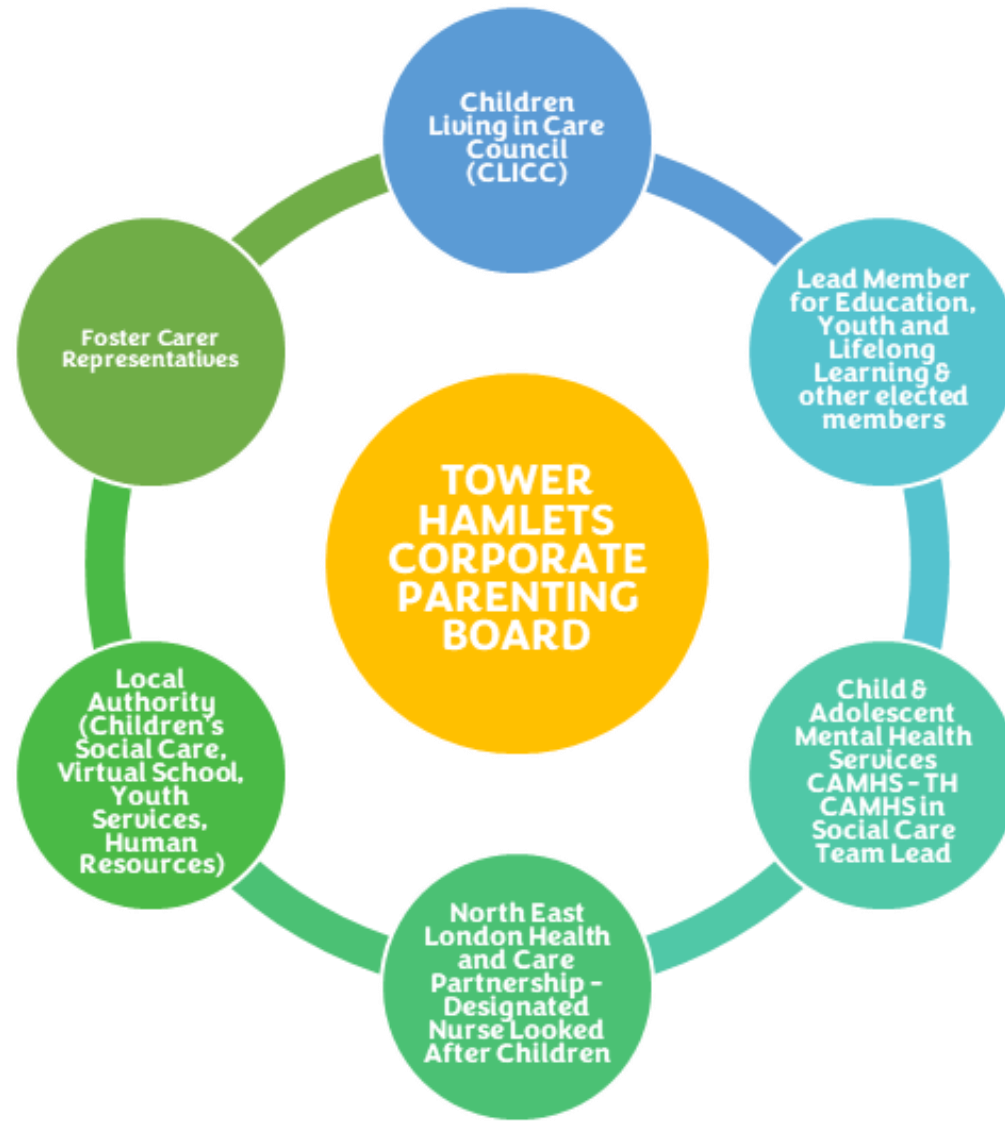 Children
Living in Care
Council
(CLICC)
Lead Member
for Education,
Youth and
Lifelong
Learning &
other elected
members
Foster Carer
Representatives
TOWER
HAMLETS
CORPORATE
PARENTING
BOARD
Child &
Adolescent
Mental Health
Services
CAMHS - TH
CAMHS in
Social Care
Team Lead
Local
Authority
(Children's
Social Care,
Virtual School,
Youth
Services,
Human
Resources)
North East
London Health
and Care
Partnership -
Designated
Nurse Looked
After Children